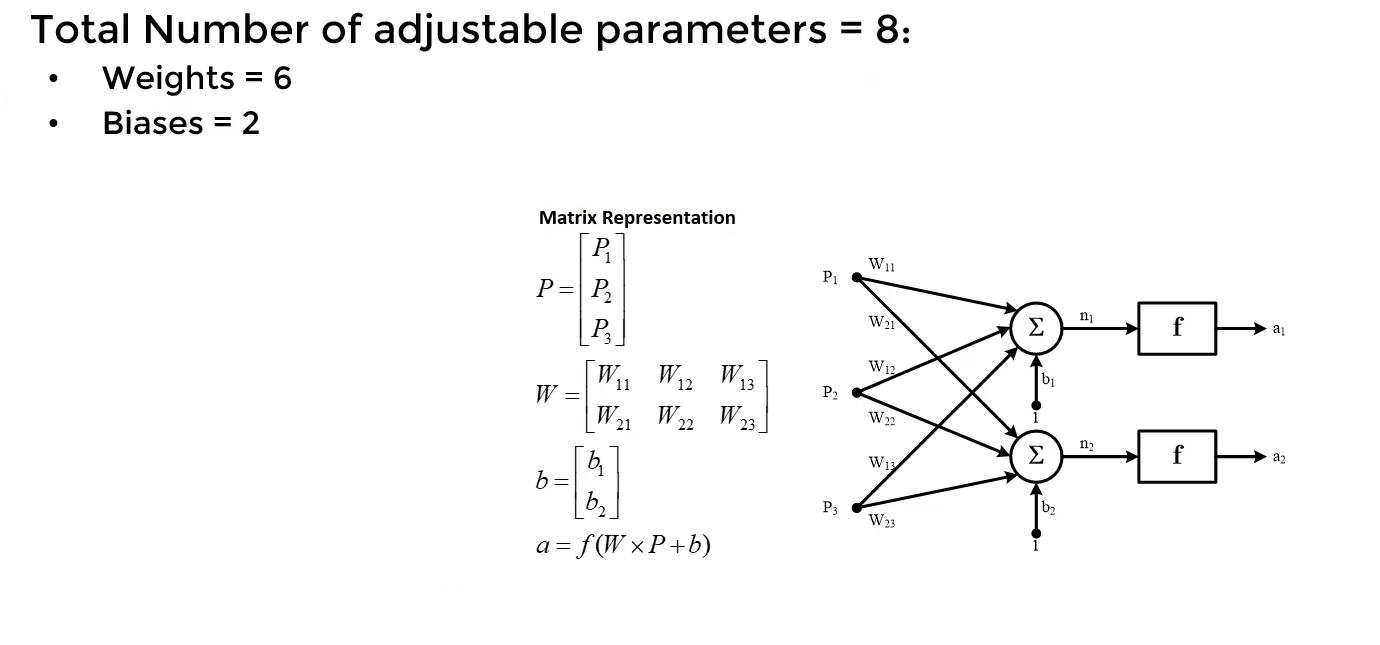 Total Number of adjustable parameters = 8:
• Weights = 6
• Biases = 2
Matrix Representation
P = [P₁
P₂
P₃]
W = [W₁₁ W₁₂ W₁₃
W₂₁ W₂₂ W₂₃]
b = [b₁
b₂]
a = f(W × P + b)
P₁
W₁₁
W₂₁
P₂
W₁₂
W₂₂
P₃
W₁₃
W₂₃
Σ n₁ f a₁
b₁
1
Σ n₂ f a₂
b₂
1